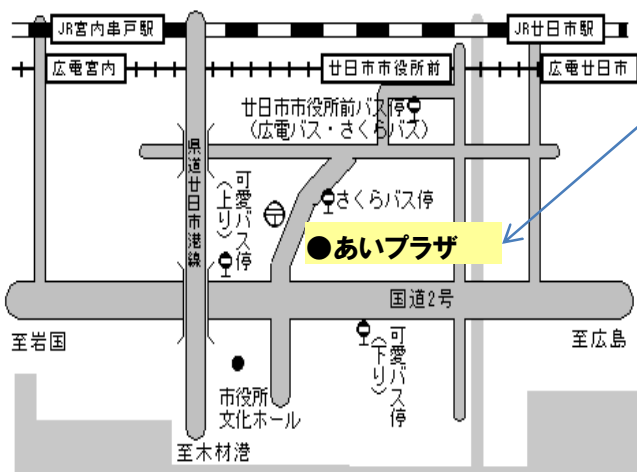 JR宮内串戸駅
JR廿日市駅
広電宮内
廿日市市役所前
広電廿日市
廿日市市役所前バス停
（広電バス・さくらバス）
県道廿日市港線
可愛バス停
（上り）
さくらバス停
●あいプラザ
国道2号
至岩国
至広島
可愛バス停
（下り）
市役所
文化ホール
至木材港